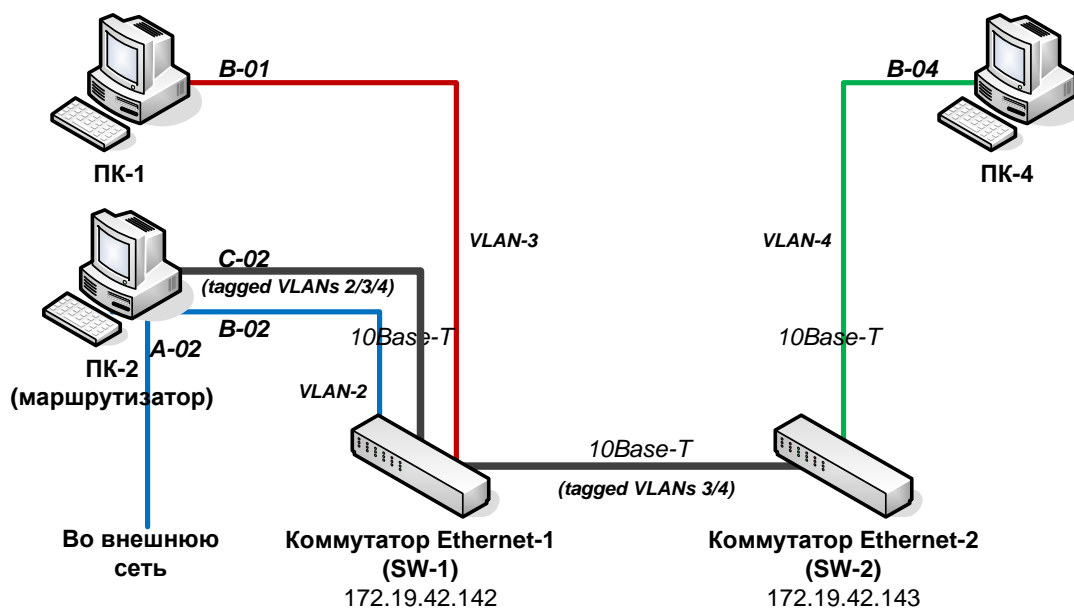 B-01
B-04
ПК-1
ПК-4
VLAN-3
VLAN-4
C-02
(tagged VLANs 2/3/4)
B-02
10Base-T
10Base-T
A-02
ПК-2
(маршрутизатор)
VLAN-2
10Base-T
(tagged VLANs 3/4)
Во внешнюю
сеть
Коммутатор Ethernet-1
(SW-1)
172.19.42.142
Коммутатор Ethernet-2
(SW-2)
172.19.42.143